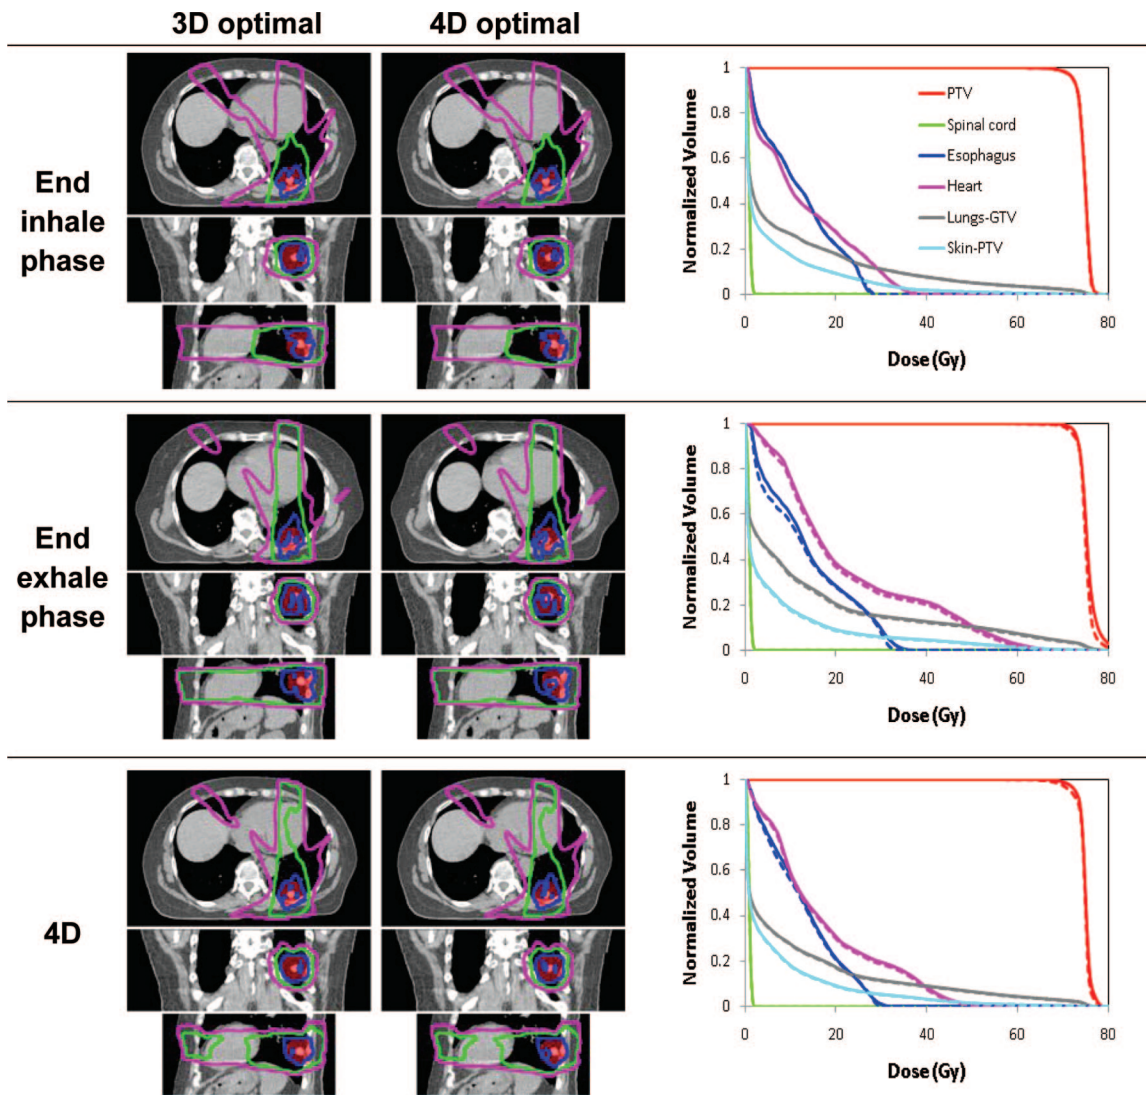 3D optimal 4D optimal
End
inhale
phase
Normalized Volume
1
0.8
0.6
0.4
0.2
0
PTV
Spinal cord
Esophagus
Heart
Lungs-GTV
Skin-PTV
0 20 40 60 80
Dose (Gy)
End
exhale
phase
Normalized Volume
1
0.8
0.6
0.4
0.2
0
0 20 40 60 80
Dose (Gy)
4D
Normalized Volume
1
0.8
0.6
0.4
0.2
0
0 20 40 60 80
Dose (Gy)